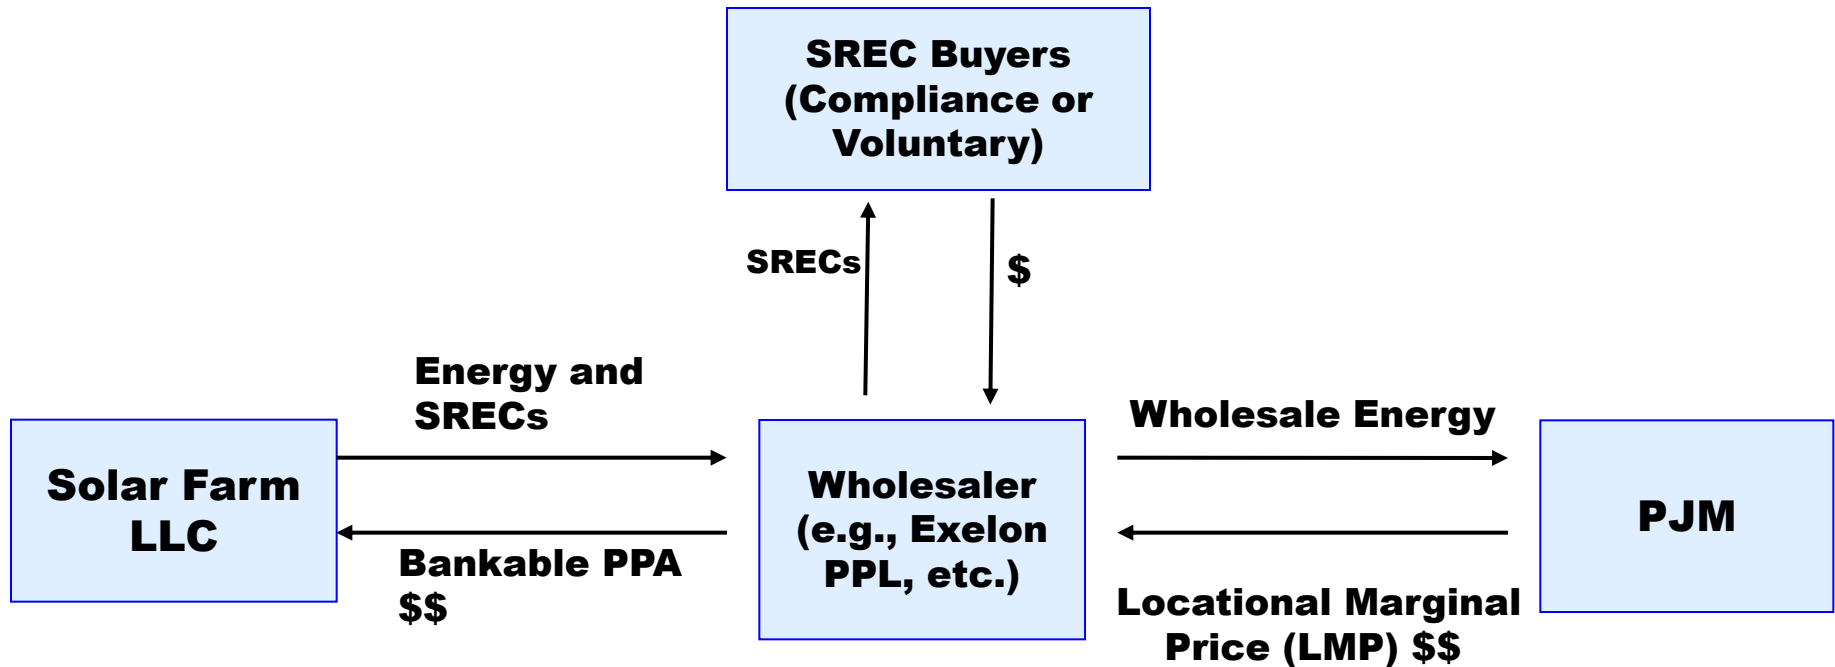 SREC Buyers
(Compliance or
Voluntary)
SRECs
$
Energy and
SRECs
Wholesale Energy
Solar Farm
LLC
Wholesaler
(e.g., Exelon
PPL, etc.)
PJM
Bankable PPA
$$
Locational Marginal
Price (LMP) $$